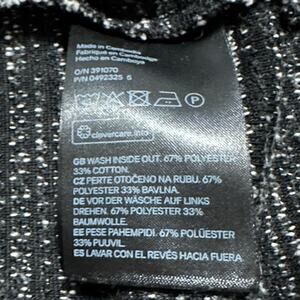 Made in Cambodia
Fabriqué en Cambodge
Hecho en Camboya
O/N 391070
P/N 0492325 5
clevercare.info
GB WASH INSIDE OUT. 67% POLYESTER
33% COTTON.
CZ PERTE OTOČENO NA RUBU. 67%
POLYESTER 33% BAVLNA.
DE VOR DER WÄSCHE AUF LINKS
DREHEN. 67% POLYESTER 33%
BAUMWOLLE.
EE PESE PAHEMPIDI. 67% POLÜESTER
33% PUUVIL.
ES LAVAR CON EL REVÉS HACIA FUERA